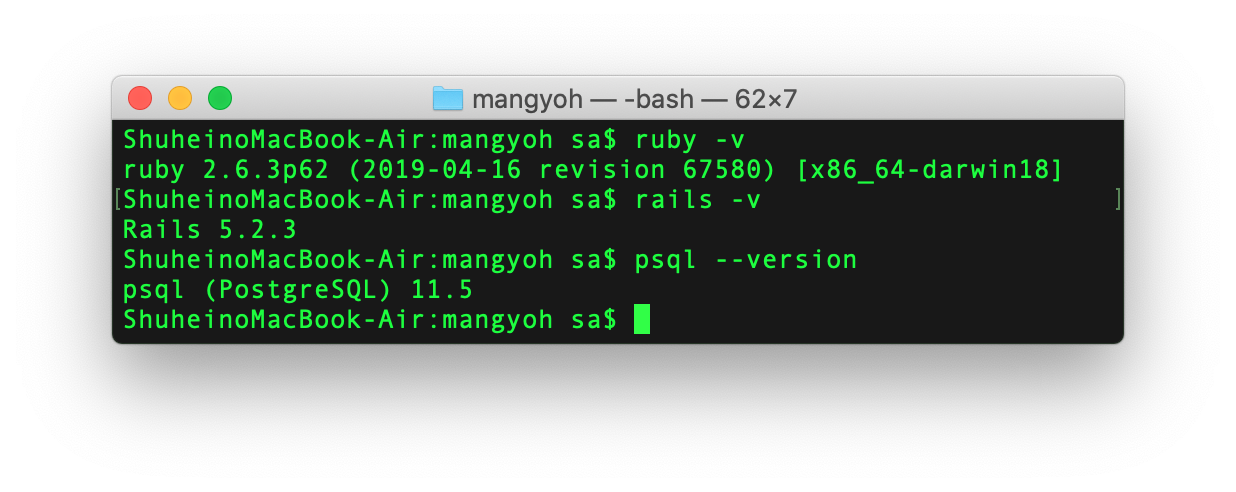 mangyoh — -bash — 62×7
ShuheinoMacBook-Air:mangyoh sa$ ruby -v
ruby 2.6.3p62 (2019-04-16 revision 67580) [x86_64-darwin18]
[ShuheinoMacBook-Air:mangyoh sa$ rails -v ]
Rails 5.2.3
ShuheinoMacBook-Air:mangyoh sa$ psql --version
psql (PostgreSQL) 11.5
ShuheinoMacBook-Air:mangyoh sa$